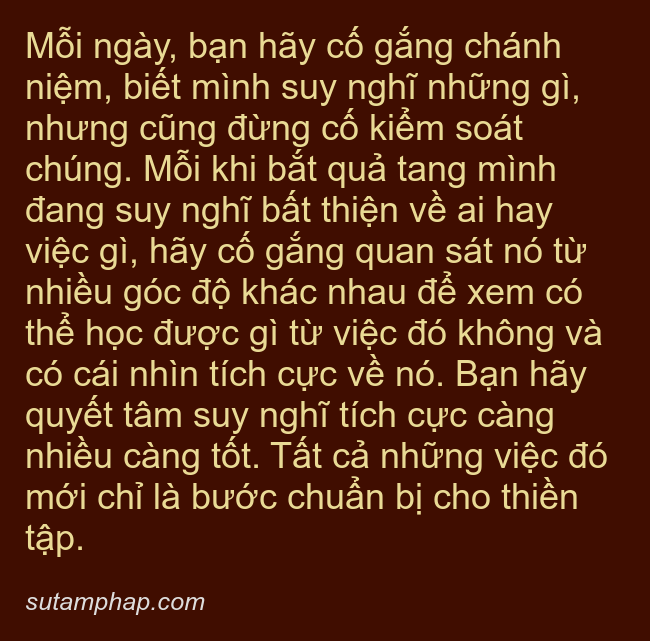 Mỗi ngày, bạn hãy cố gắng chánh
niệm, biết mình suy nghĩ những gì,
nhưng cũng đừng cố kiểm soát
chúng. Mỗi khi bắt quả tang mình
đang suy nghĩ bất thiện về ai hay
việc gì, hãy cố gắng quan sát nó từ
nhiều góc độ khác nhau để xem có
thể học được gì từ việc đó không và
có cái nhìn tích cực về nó. Bạn hãy
quyết tâm suy nghĩ tích cực càng
nhiều càng tốt. Tất cả những việc đó
mới chỉ là bước chuẩn bị cho thiền
tập.
sutamphap.com